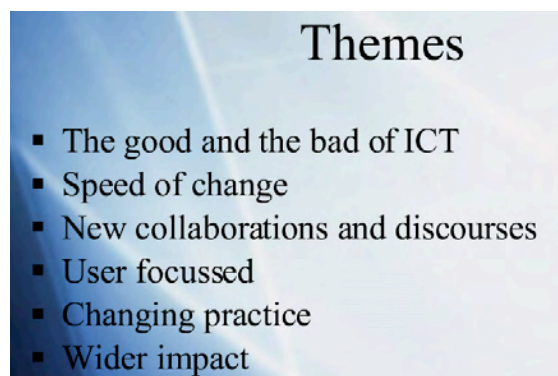 Themes
▪ The good and the bad of ICT
▪ Speed of change
▪ New collaborations and discourses
▪ User focussed
▪ Changing practice
▪ Wider impact